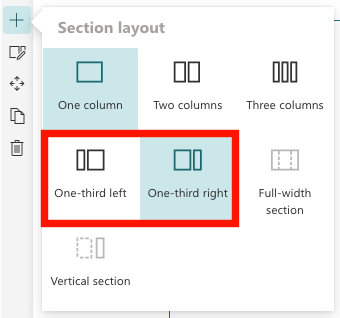 Section layout
One column
Two columns
Three columns
One-third left
One-third right
Full-width
section
Vertical section